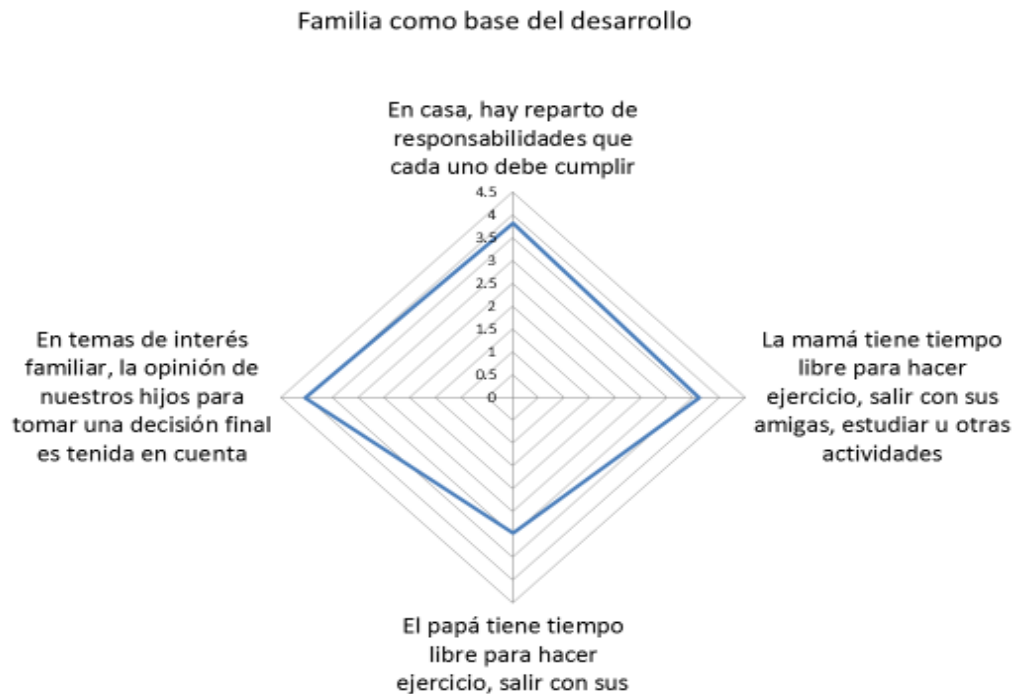 Familia como base del desarrollo
En casa, hay reparto de
responsabilidades que
cada uno debe cumplir
4.5
4
3.5
3
2.5
2
1.5
1
0.5
0
En temas de interés
familiar, la opinión de
nuestros hijos para
tomar una decisión final
es tenida en cuenta
La mamá tiene tiempo
libre para hacer
ejercicio, salir con sus
amigas, estudiar u otras
actividades
El papá tiene tiempo
libre para hacer
ejercicio, salir con sus